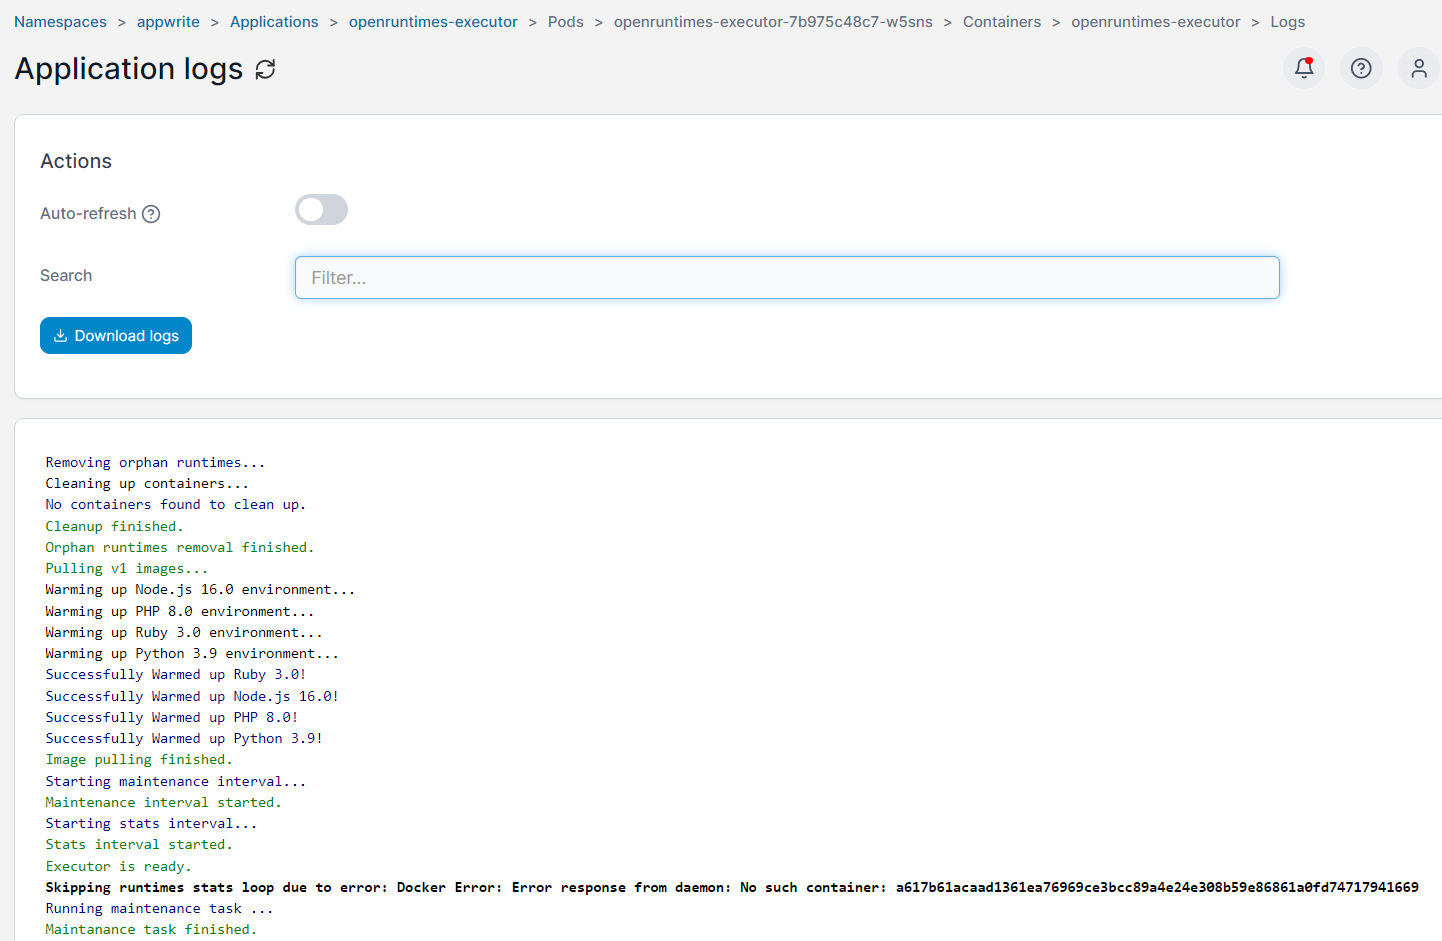 Namespaces > appwrite > Applications > openruntimes-executor > Pods > openruntimes-executor-7b975c48c7-w5sns > Containers > openruntimes-executor > Logs
Application logs
Actions
Auto-refresh
Search
Filter...
Download logs
Removing orphan runtimes...
Cleaning up containers...
No containers found to clean up.
Cleanup finished.
Orphan runtimes removal finished.
Pulling v1 images...
Warming up Node.js 16.0 environment...
Warming up PHP 8.0 environment...
Warming up Ruby 3.0 environment...
Warming up Python 3.9 environment...
Successfully Warmed up Ruby 3.0!
Successfully Warmed up Node.js 16.0!
Successfully Warmed up PHP 8.0!
Successfully Warmed up Python 3.9!
Image pulling finished.
Starting maintenance interval...
Maintenance interval started.
Starting stats interval...
Stats interval started.
Executor is ready.
Skipping runtimes stats loop due to error: Docker Error: Error response from daemon: No such container: a617b61acaad1361ea76969ce3bcc89a4e24e308b59e86861a0fd74717941669
Running maintenance task ...
Maintanance task finished.